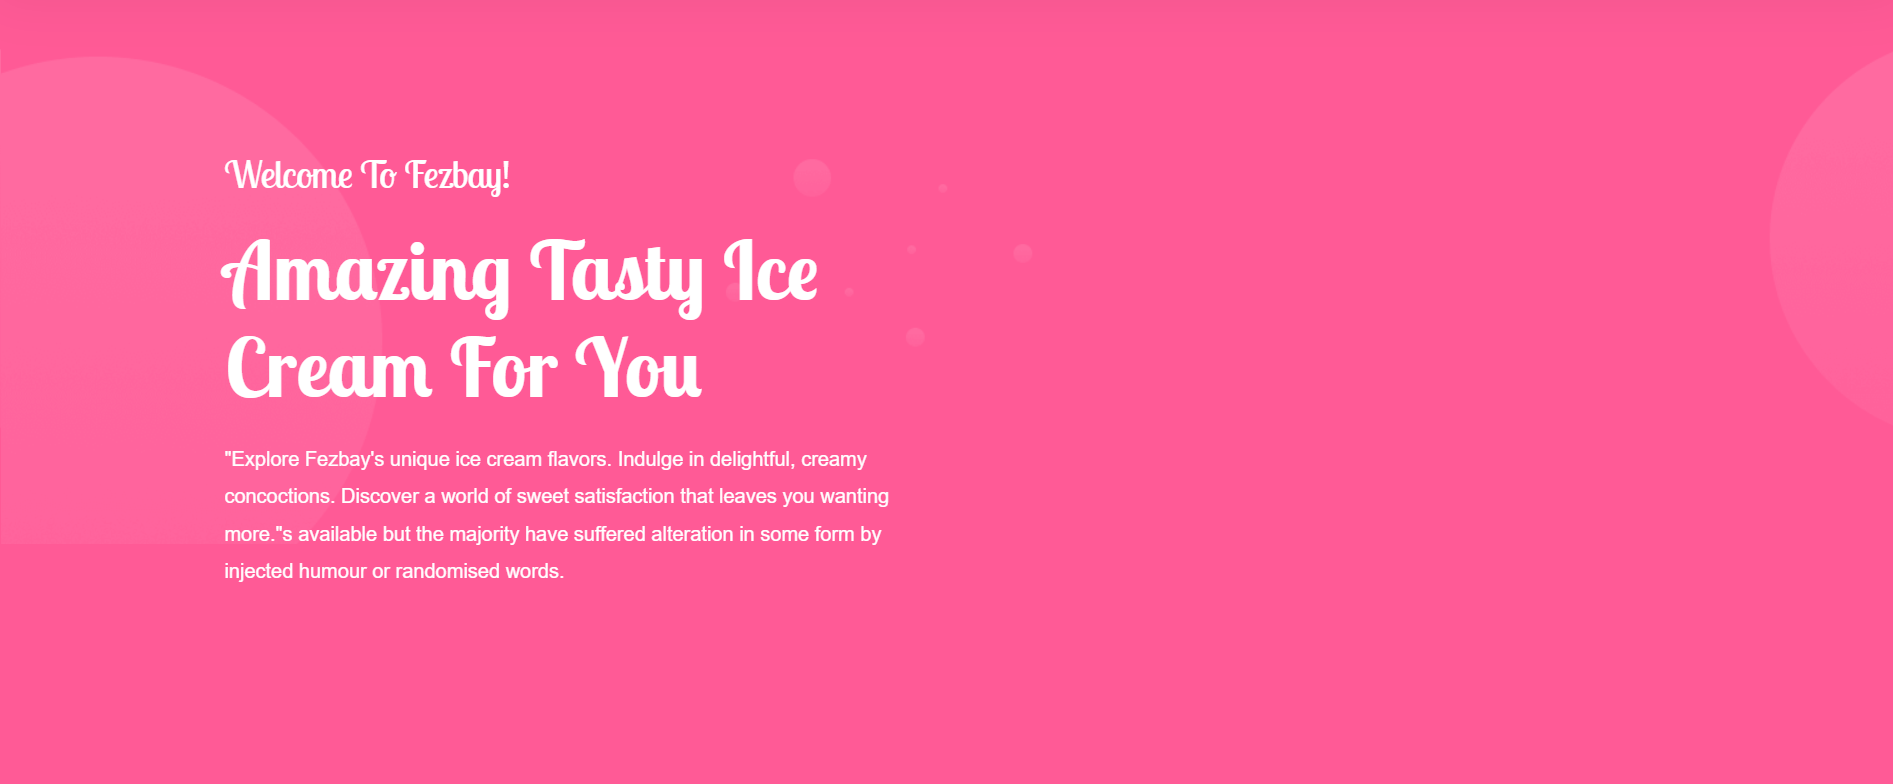 Welcome To Fezbay!
Amazing Tasty Ice
Cream For You
"Explore Fezbay's unique ice cream flavors. Indulge in delightful, creamy
concoctions. Discover a world of sweet satisfaction that leaves you wanting
more."s available but the majority have suffered alteration in some form by
injected humour or randomised words.